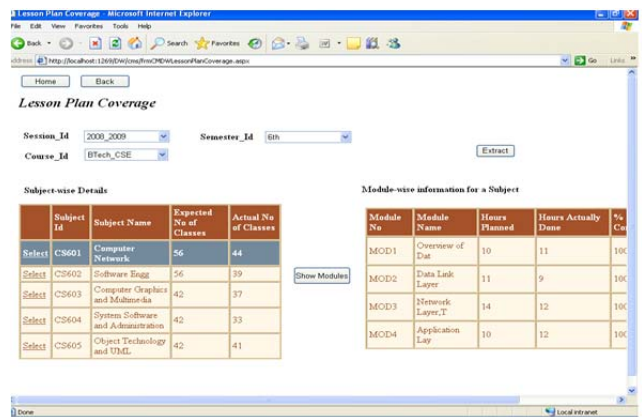 Lesson Plan Coverage - Microsoft Internet Explorer
File Edit View Favorites Tools Help
Back Search Favorites
Address http://localhost:1269/DW/cms/frmCMDWLessonPlanCoverage.aspx Go Links
Home Back
Lesson Plan Coverage
Session_Id 2008_2009 Semester_Id 6th
Course_Id BTech_CSE Extract
Subject-wise Details
Subject Id Subject Name Expected No of Classes Actual No of Classes
Select CS601 Computer Network 56 44
Select CS602 Software Engg 56 39
Select CS603 Computer Graphics and Multimedia 42 37
Select CS604 System Software and Administration 42 33
Select CS605 Object Technology and UML 42 41
Show Modules
Module-wise information for a Subject
Module No Module Name Hours Planned Hours Actually Done %
MOD1 Overview of Dat 10 11 100
MOD2 Data Link Layer 11 9 100
MOD3 Network Layer,T 14 12 100
MOD4 Application Lay 10 12 100
Done Local intranet